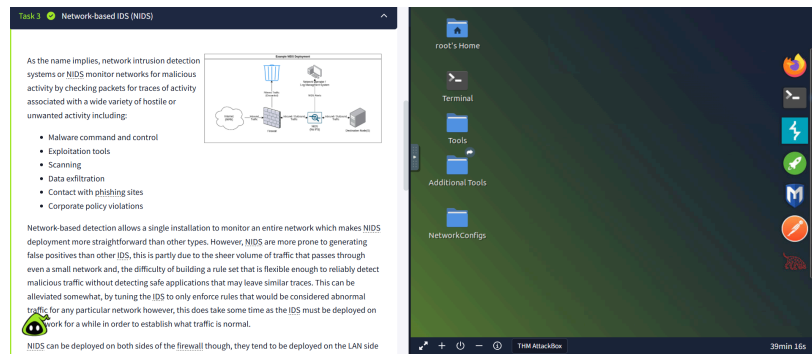 Task 3 Network-based IDS (NIDS)
As the name implies, network intrusion detection
systems or NIDS monitor networks for malicious
activity by checking packets for traces of activity
associated with a wide variety of hostile or
unwanted activity including:
Malware command and control
Exploitation tools
Scanning
Data exfiltration
Contact with phishing sites
Corporate policy violations
Network-based detection allows a single installation to monitor an entire network which makes NIDS
deployment more straightforward than other types. However, NIDS are more prone to generating
false positives than other IDS, this is partly due to the sheer volume of traffic that passes through
even a small network and, the difficulty of building a rule set that is flexible enough to reliably detect
malicious traffic without detecting safe applications that may leave similar traces. This can be
alleviated somewhat, by tuning the IDS to only enforce rules that would be considered abnormal
traffic for any particular network however, this does take some time as the IDS must be deployed on
work for a while in order to establish what traffic is normal.
NIDS can be deployed on both sides of the firewall though, they tend to be deployed on the LAN side
root's Home
Terminal
Tools
Additional Tools
NetworkConfigs
THM AttackBox
39min 16s